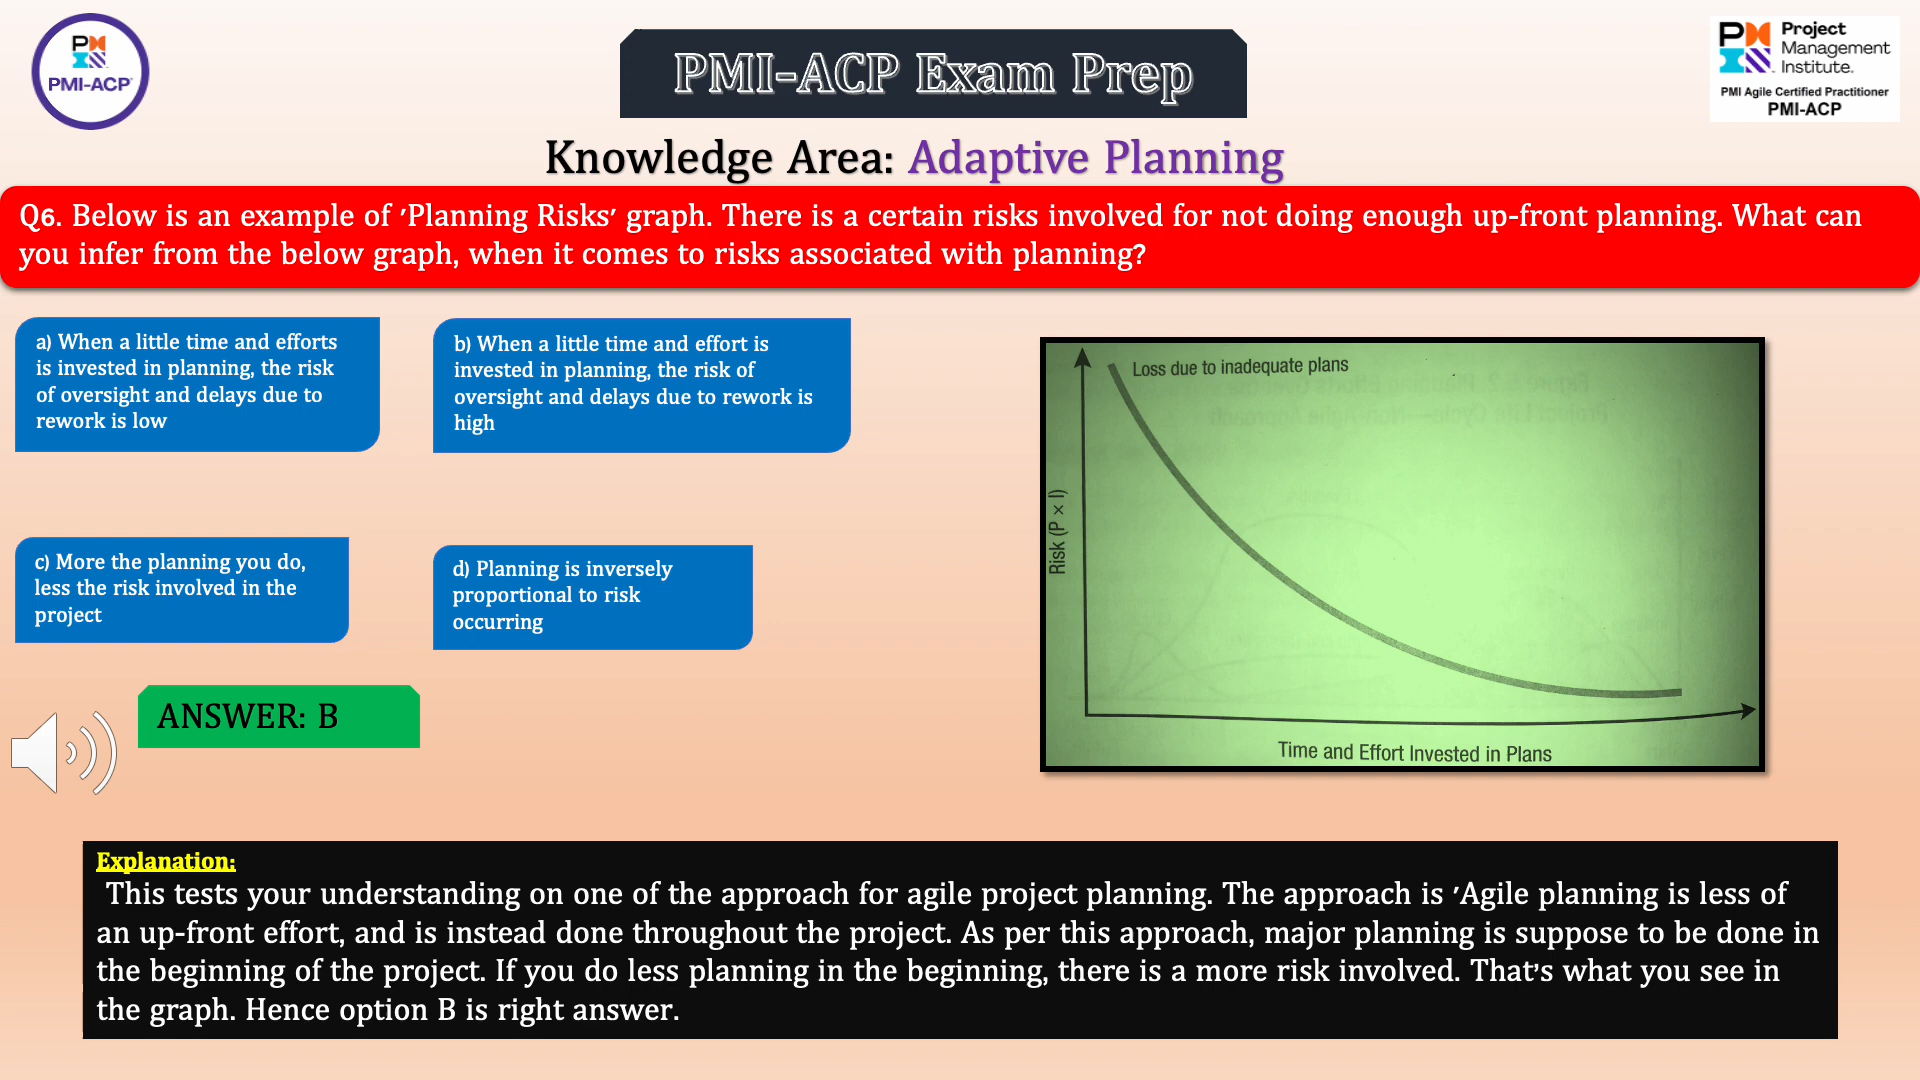 PMI-ACP
PMI-ACP Exam Prep
Project
Management
Institute.
PMI Agile Certified Practitioner
PMI-ACP
Knowledge Area: Adaptive Planning
Q6. Below is an example of 'Planning Risks' graph. There is a certain risks involved for not doing enough up-front planning. What can
you infer from the below graph, when it comes to risks associated with planning?
a) When a little time and efforts
is invested in planning, the risk
of oversight and delays due to
rework is low
b) When a little time and effort is
invested in planning, the risk of
oversight and delays due to rework is
high
c) More the planning you do,
less the risk involved in the
project
d) Planning is inversely
proportional to risk
occurring
Loss due to inadequate plans
Risk (P × I)
Time and Effort Invested in Plans
ANSWER: B
Explanation:
This tests your understanding on one of the approach for agile project planning. The approach is 'Agile planning is less of
an up-front effort, and is instead done throughout the project. As per this approach, major planning is suppose to be done in
the beginning of the project. If you do less planning in the beginning, there is a more risk involved. That's what you see in
the graph. Hence option B is right answer.